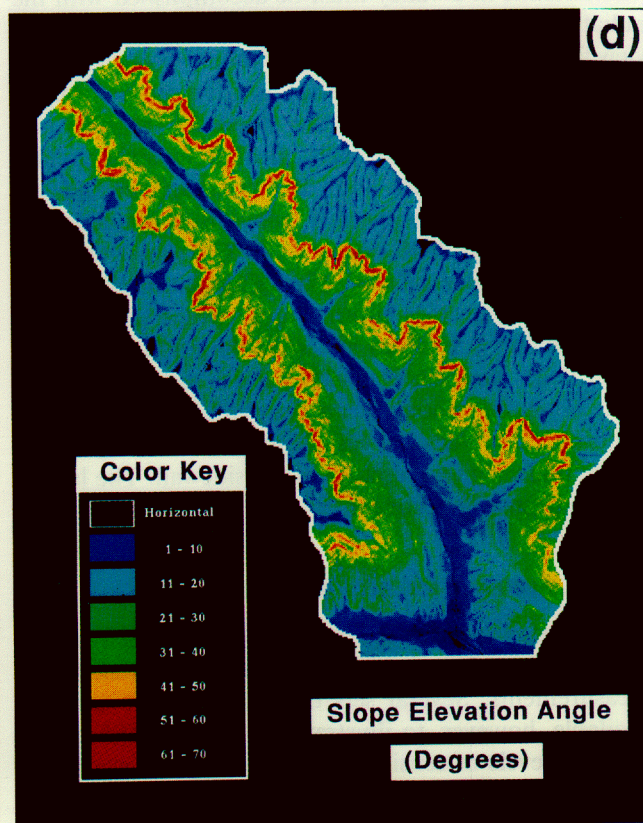 (d)
Color Key
Horizontal
1 - 10
11 - 20
21 - 30
31 - 40
41 - 50
51 - 60
61 - 70
Slope Elevation Angle
(Degrees)